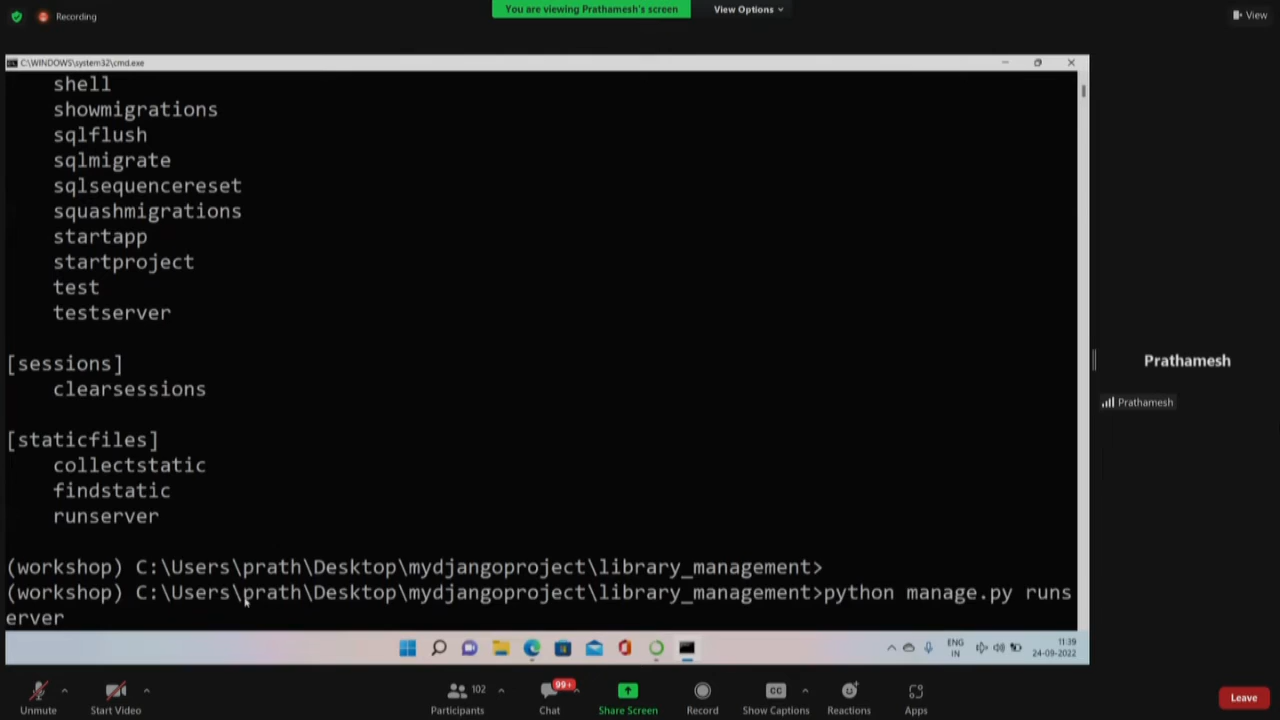 Recording
You are viewing Prathamesh's screen
View Options
View
C:\WINDOWS\system32\cmd.exe
shell
showmigrations
sqlflush
sqlmigrate
sqlsequencereset
squashmigrations
startapp
startproject
test
testserver
[sessions]
clearsessions
[staticfiles]
collectstatic
findstatic
runserver
(workshop) C:\Users\prath\Desktop\mydjangoproject\library_management>
(workshop) C:\Users\prath\Desktop\mydjangoproject\library_management>python manage.py runs
erver
Prathamesh
Prathamesh
ENG
IN
11:39
24-09-2022
Unmute
Start Video
102
Participants
99+
Chat
Share Screen
Record
CC
Show Captions
Reactions
Apps
Leave